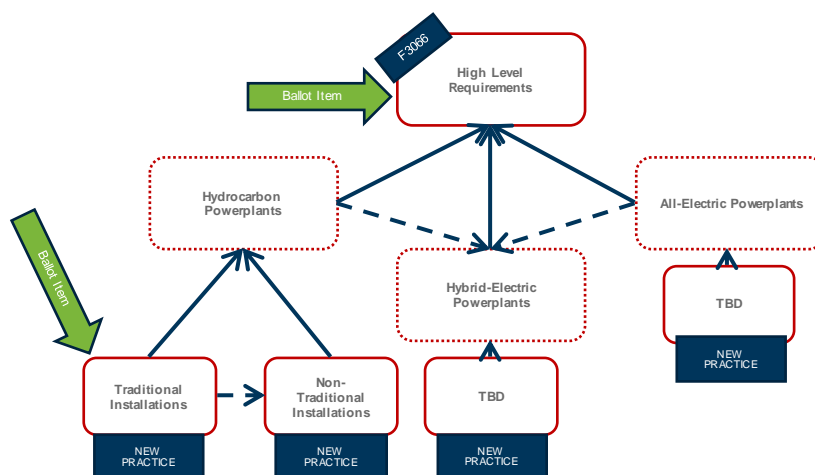 F3066
High Level
Requirements
Ballot Item
Hydrocarbon
Powerplants
All-Electric Powerplants
Ballot Item
Hybrid-Electric
Powerplants
TBD
NEW
PRACTICE
Traditional
Installations
Non-
Traditional
Installations
TBD
NEW
PRACTICE
NEW
PRACTICE
NEW
PRACTICE